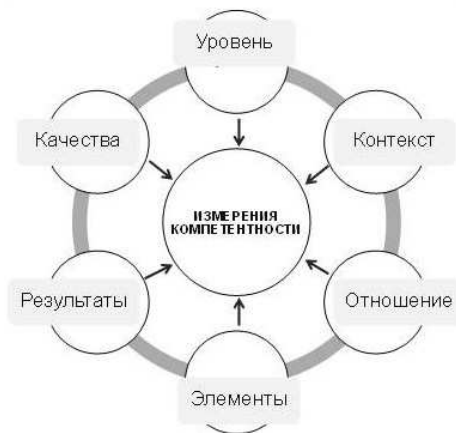 Уровень
Качества
Контекст
ИЗМЕРЕНИЯ
КОМПЕТЕНТНОСТИ
Результаты
Отношение
Элементы